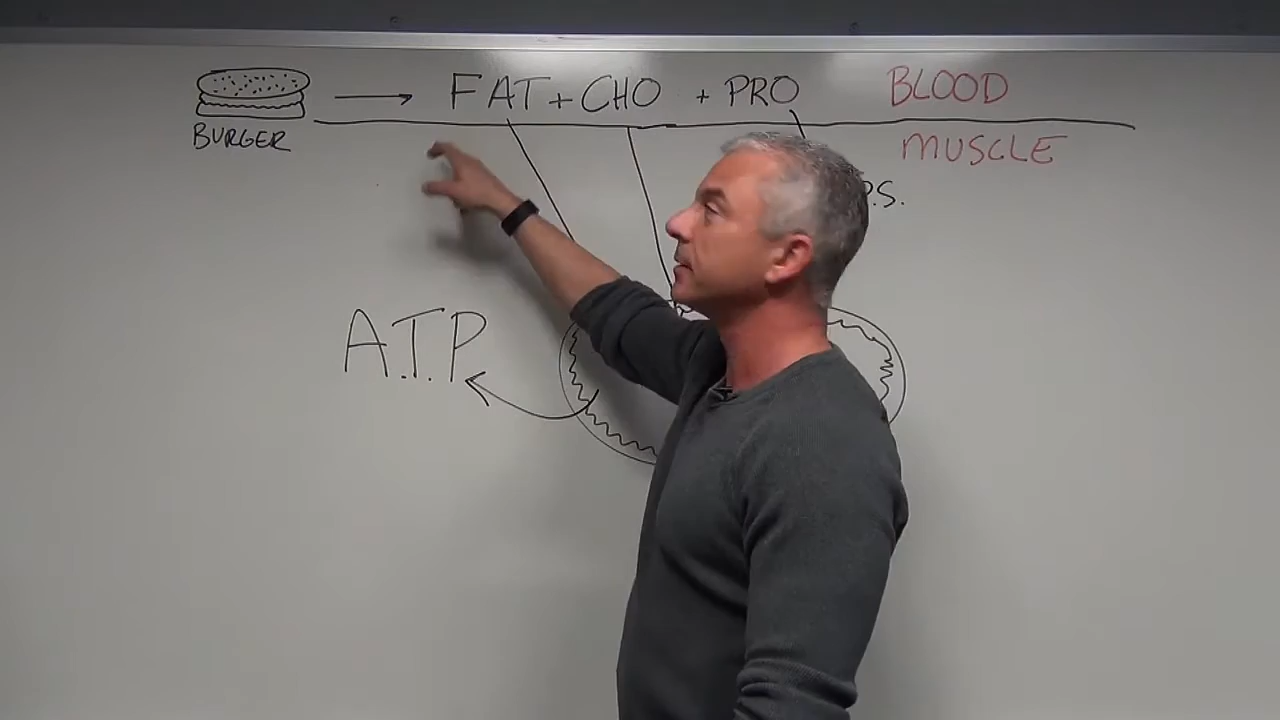 FAT + CHO + PRO BLOOD
BURGER MUSCLE
A.T.P